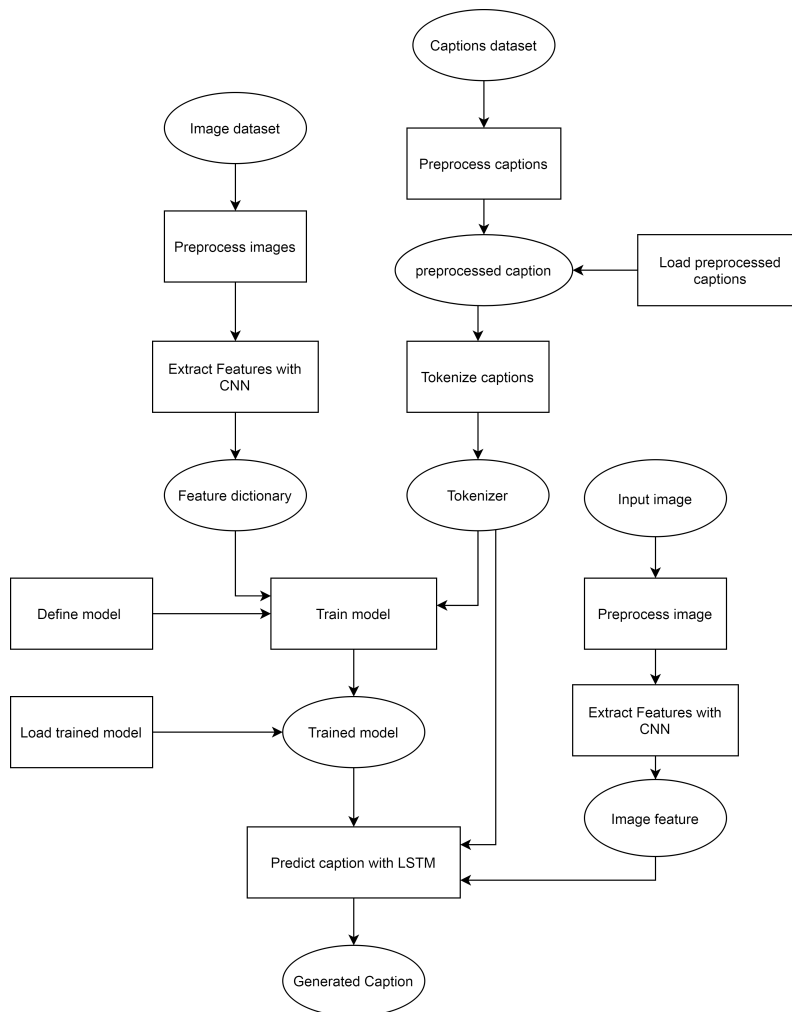 Captions dataset
Image dataset
Preprocess captions
Preprocess images
preprocessed caption
Load preprocessed
captions
Extract Features with
CNN
Tokenize captions
Feature dictionary
Tokenizer
Input image
Define model
Train model
Preprocess image
Load trained model
Trained model
Extract Features with
CNN
Image feature
Predict caption with LSTM
Generated Caption